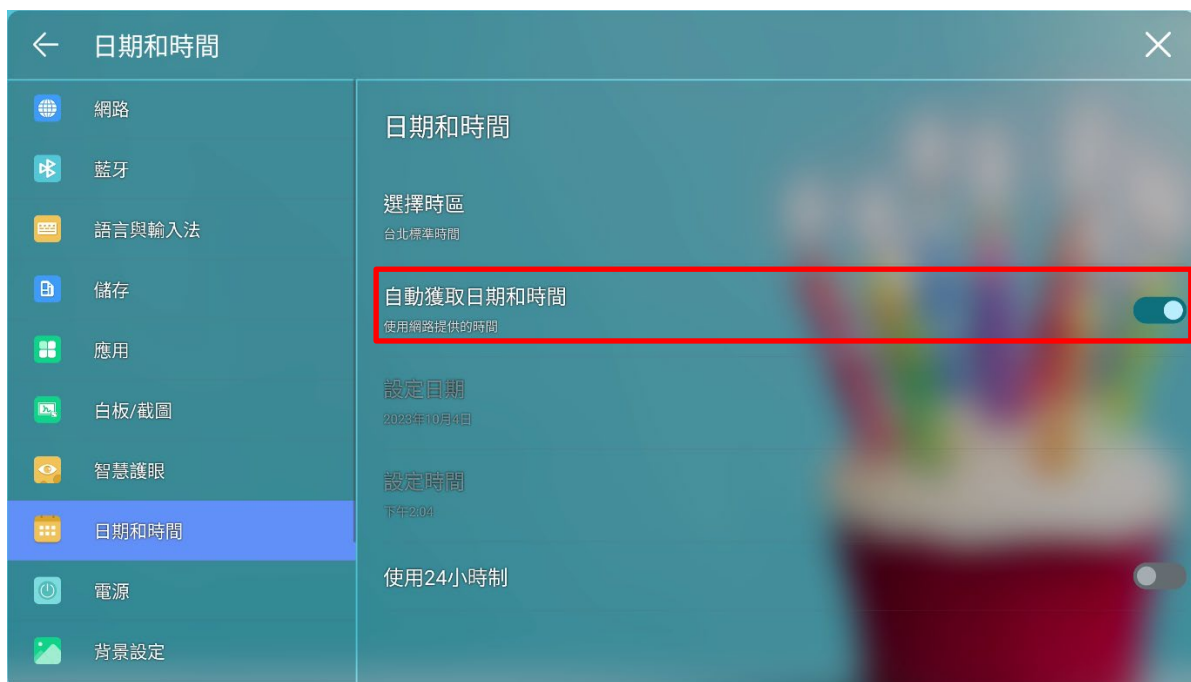 日期和時間
網路
藍牙
語言與輸入法
儲存
應用
白板/截圖
智慧護眼
日期和時間
電源
背景設定
日期和時間
選擇時區
台北標準時間
自動獲取日期和時間
使用網路提供的時間
設定日期
2023年10月4日
設定時間
下午2:04
使用24小時制